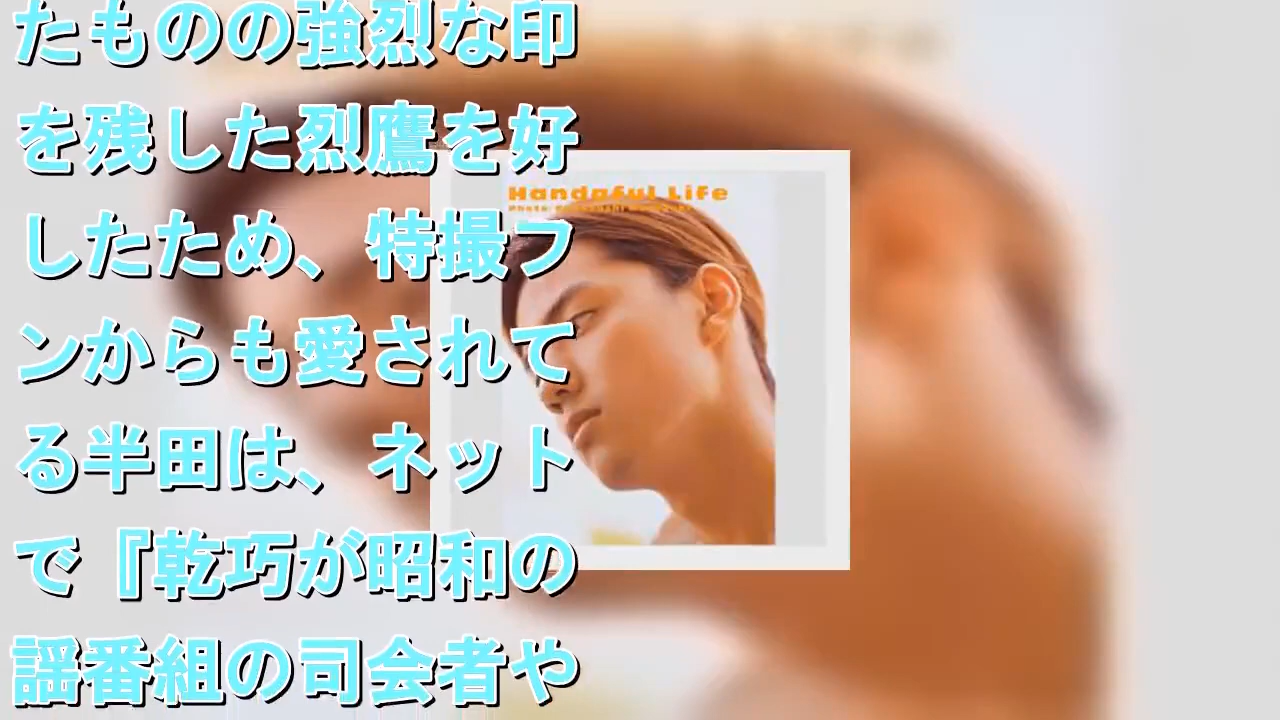 たものの強烈な印
を残した烈鷹を好
したため、特撮フ
ンからも愛されて
る半田は、ネット
で『乾巧が昭和の
謡番組の司会者や
Handaful Life